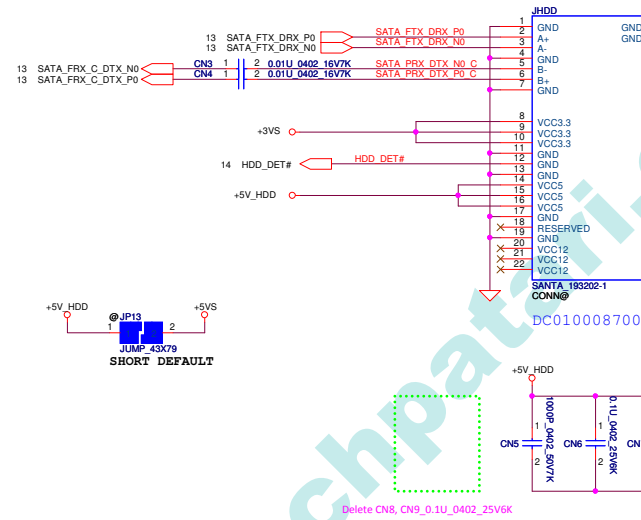 JHDD
1 GND GND
13 SATA_FTX_DRX_P0 SATA_FTX_DRX_P0 2 A+ GND
13 SATA_FTX_DRX_N0 SATA_FTX_DRX_N0 3 A-
4 GND
13 SATA_FRX_C_DTX_N0 CN3 1 2 0.01U_0402_16V7K SATA_PRX_DTX_N0_C 5 B-
13 SATA_FRX_C_DTX_P0 CN4 1 2 0.01U_0402_16V7K SATA_PRX_DTX_P0_C 6 B+
7 GND
8 VCC3.3
+3VS 9 VCC3.3
10 VCC3.3
11 GND
14 HDD_DET# HDD_DET# 12 GND
13 GND
14 VCC5
+5V_HDD 15 VCC5
16 VCC5
17 GND
18 RESERVED
19 GND
20 VCC12
21 VCC12
22 VCC12
SANTA_193202-1
CONN@
DC010008700
+5V_HDD +5VS
@JP13
1 2
JUMP_43X79
SHORT DEFAULT
+5V_HDD
1000P_0402_50V7K
0.1U_0402_25V6K
1 1
CN5 CN6 CN
2 2
Delete CN8, CN9_0.1U_0402_25V6K
chpatari.